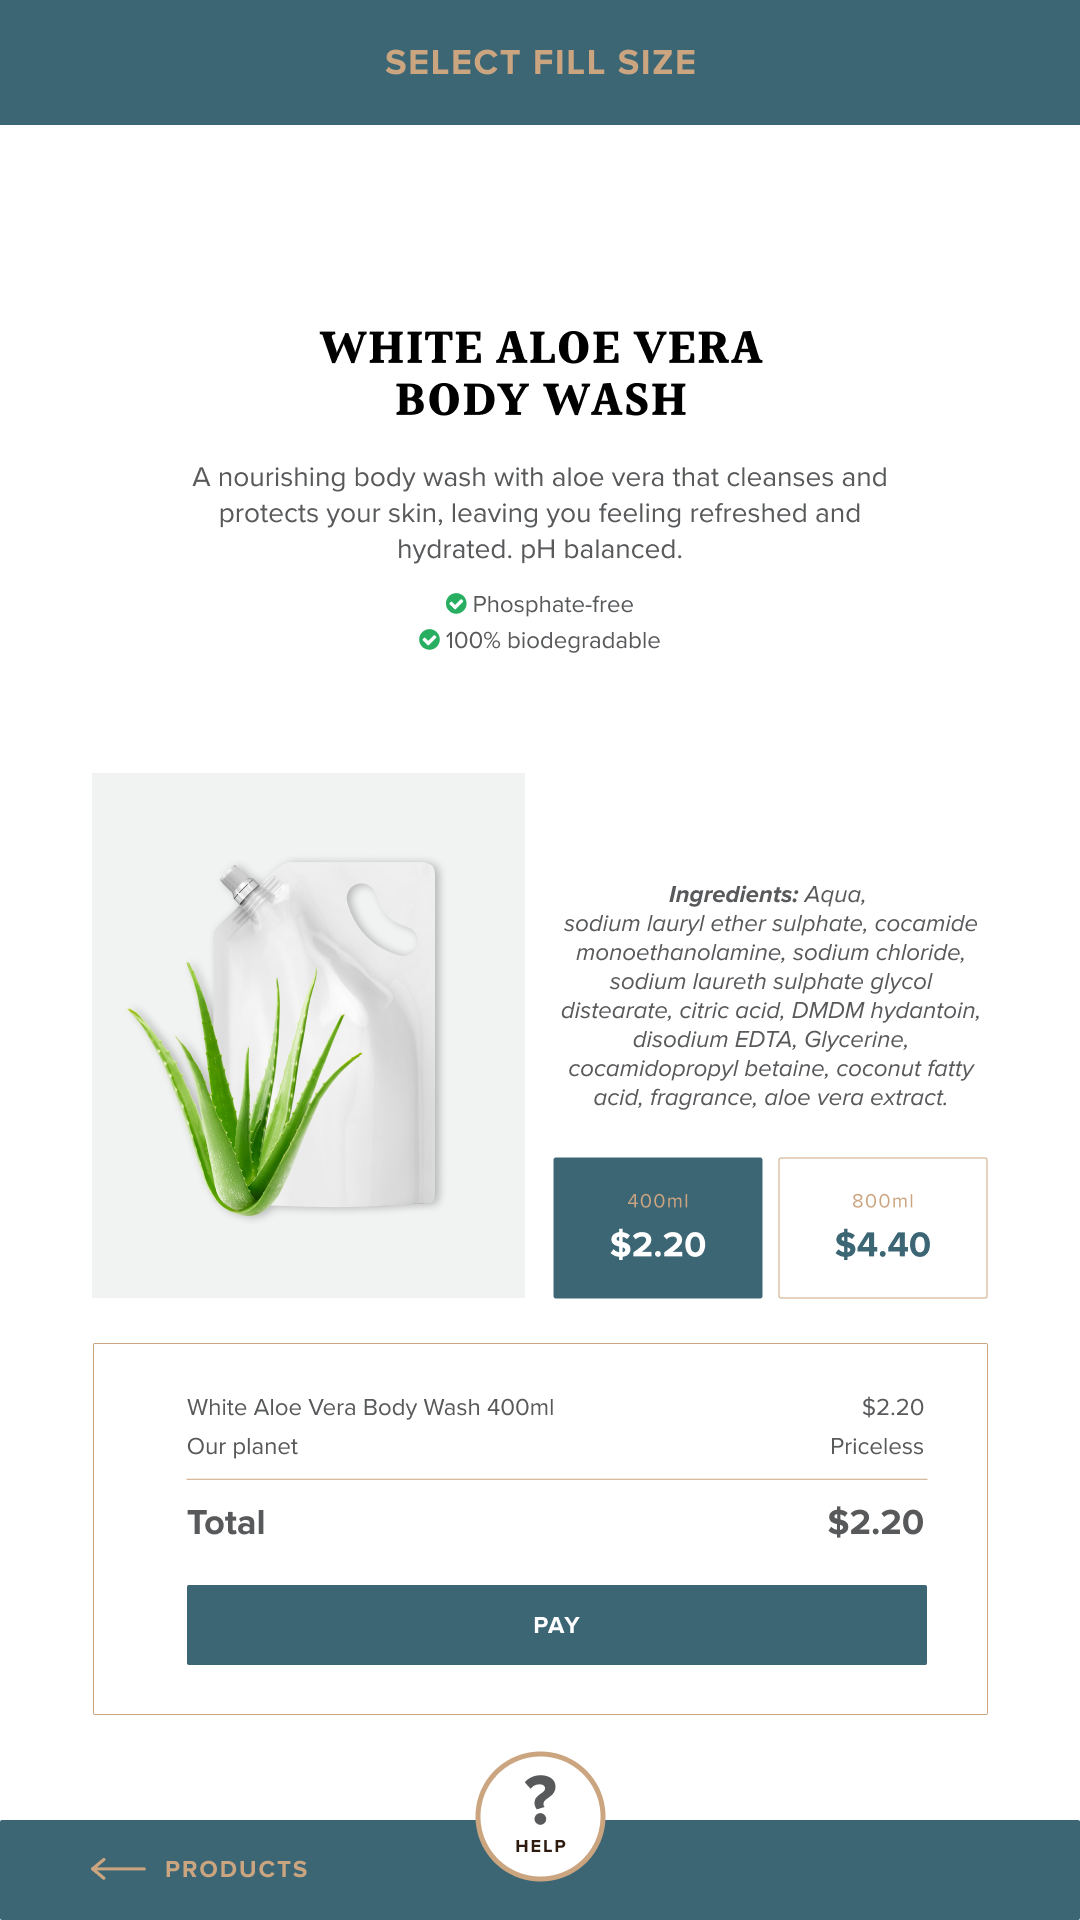 SELECT FILL SIZE
WHITE ALOE VERA
BODY WASH
A nourishing body wash with aloe vera that cleanses and
protects your skin, leaving you feeling refreshed and
hydrated. pH balanced.
Phosphate-free
100% biodegradable
Ingredients: Aqua,
sodium lauryl ether sulphate, cocamide
monoethanolamine, sodium chloride,
sodium laureth sulphate glycol
distearate, citric acid, DMDM hydantoin,
disodium EDTA, Glycerine,
cocamidopropyl betaine, coconut fatty
acid, fragrance, aloe vera extract.
400ml
$2.20
800ml
$4.40
White Aloe Vera Body Wash 400ml $2.20
Our planet Priceless
Total $2.20
PAY
?
HELP
PRODUCTS